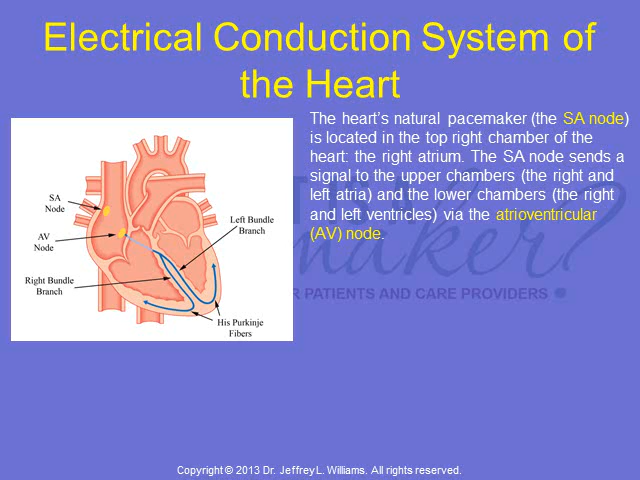 Electrical Conduction System of
the Heart
The heart's natural pacemaker (the SA node)
is located in the top right chamber of the
heart: the right atrium. The SA node sends a
signal to the upper chambers (the right and
left atria) and the lower chambers (the right
and left ventricles) via the atrioventricular
(AV) node.
SA
Node
AV
Node
Right Bundle
Branch
Left Bundle
Branch
His Purkinje
Fibers
maker?
R PATIENTS AND CARE PROVIDERS
Copyright © 2013 Dr. Jeffrey L. Williams. All rights reserved.